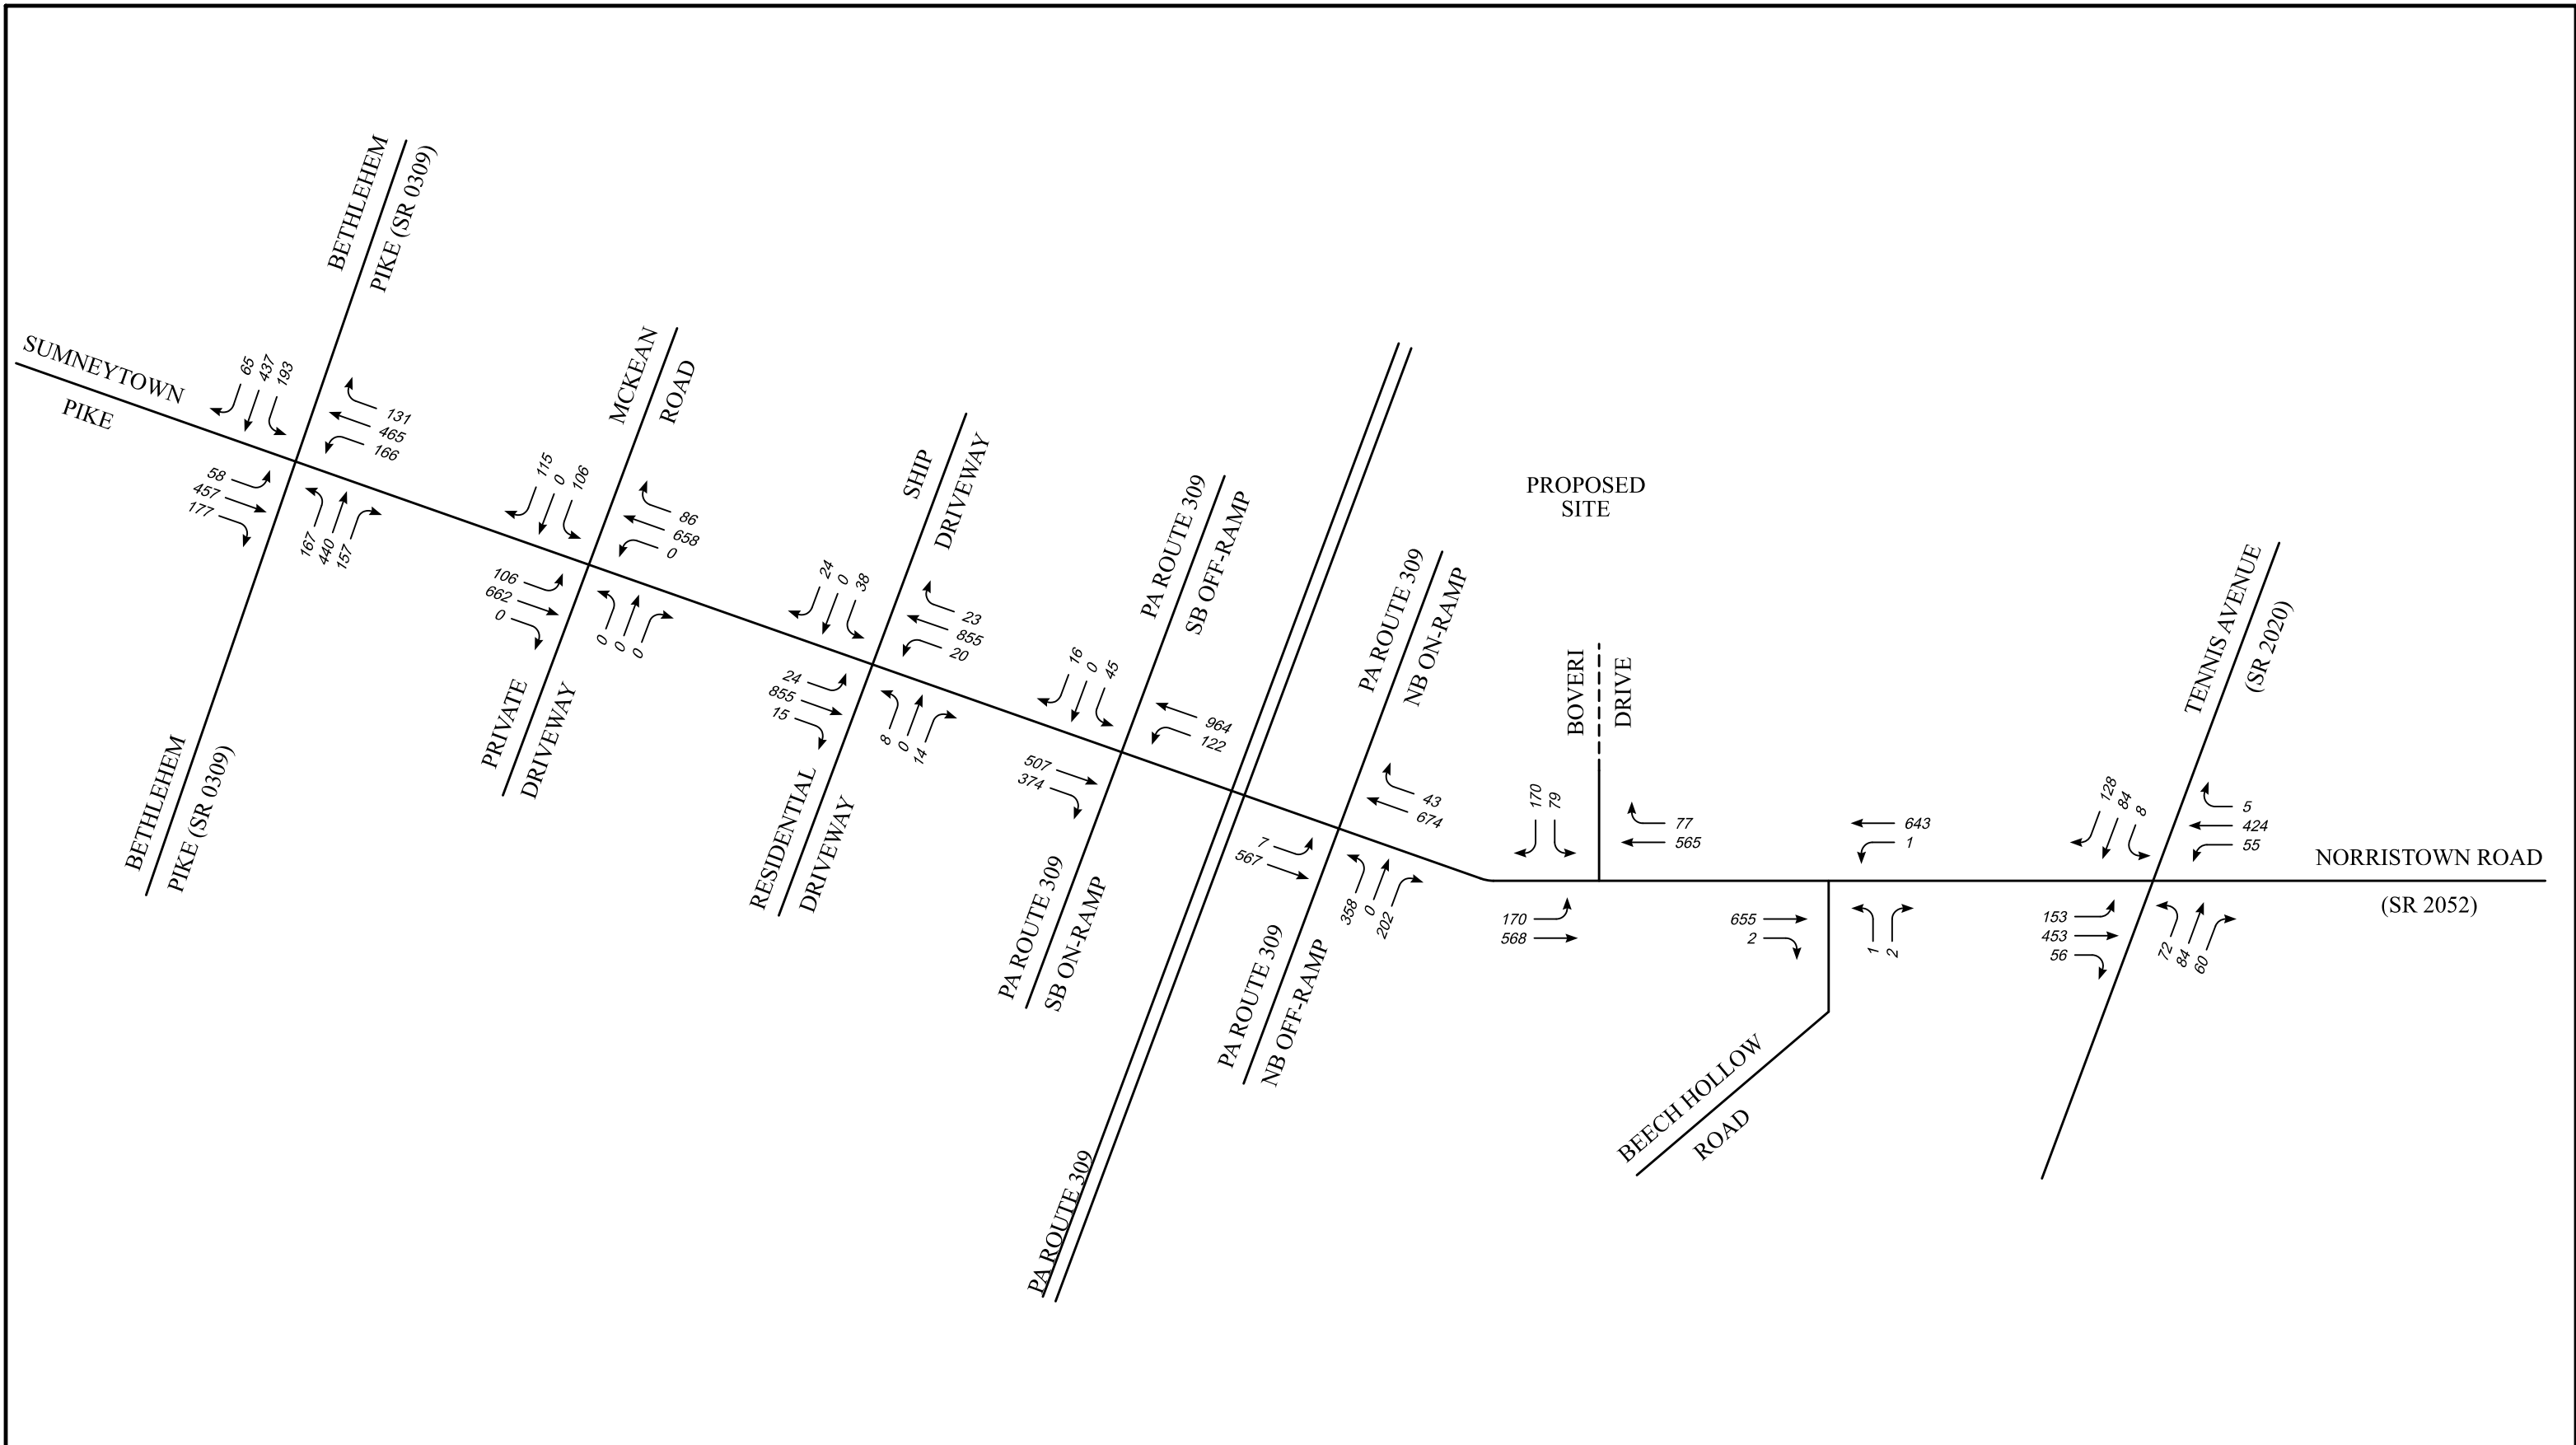 SUMNEYTOWN
PIKE
BETHLEHEM
PIKE (SR 0309)
65
437
193
131
465
166
58
457
177
167
440
157
BETHLEHEM
PIKE (SR 0309)
MCKEAN
ROAD
115
0
106
86
658
0
106
662
0
0
0
0
PRIVATE
DRIVEWAY
SHIP
DRIVEWAY
24
0
38
23
855
20
24
855
15
8
0
14
RESIDENTIAL
DRIVEWAY
PA ROUTE 309
SB OFF-RAMP
16
0
45
964
122
507
374
PA ROUTE 309
SB ON-RAMP
PA ROUTE 309
PA ROUTE 309
NB ON-RAMP
43
674
7
567
358
0
202
PA ROUTE 309
NB OFF-RAMP
PROPOSED
SITE
BOVERI
DRIVE
170
79
77
565
170
568
643
1
655
2
1
2
BEECH HOLLOW
ROAD
TENNIS AVENUE
(SR 2020)
128
84
8
5
424
55
153
453
56
72
84
60
NORRISTOWN ROAD
(SR 2052)